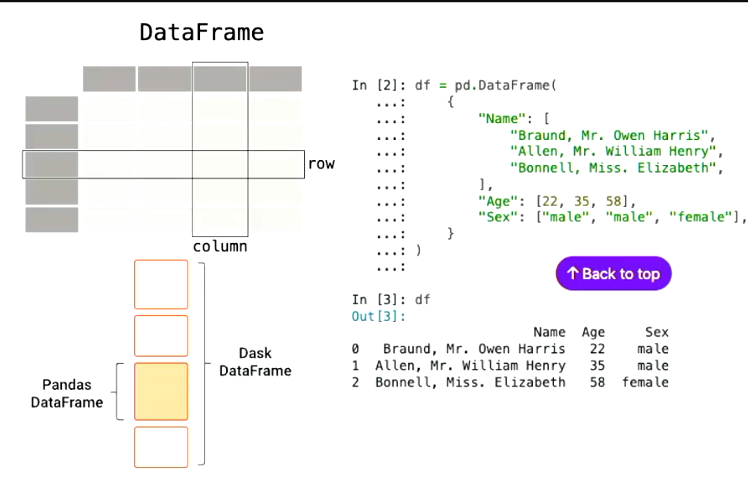 DataFrame
row
column
Dask
DataFrame
Pandas
DataFrame
In [2]: df = pd.DataFrame(
...: {
...: "Name": [
...: "Braund, Mr. Owen Harris",
...: "Allen, Mr. William Henry",
...: "Bonnell, Miss. Elizabeth",
...: ],
...: "Age": [22, 35, 58],
...: "Sex": ["male", "male", "female"],
...: }
...: )
...:
↑ Back to top
In [3]: df
Out[3]:
Name Age Sex
0 Braund, Mr. Owen Harris 22 male
1 Allen, Mr. William Henry 35 male
2 Bonnell, Miss. Elizabeth 58 female